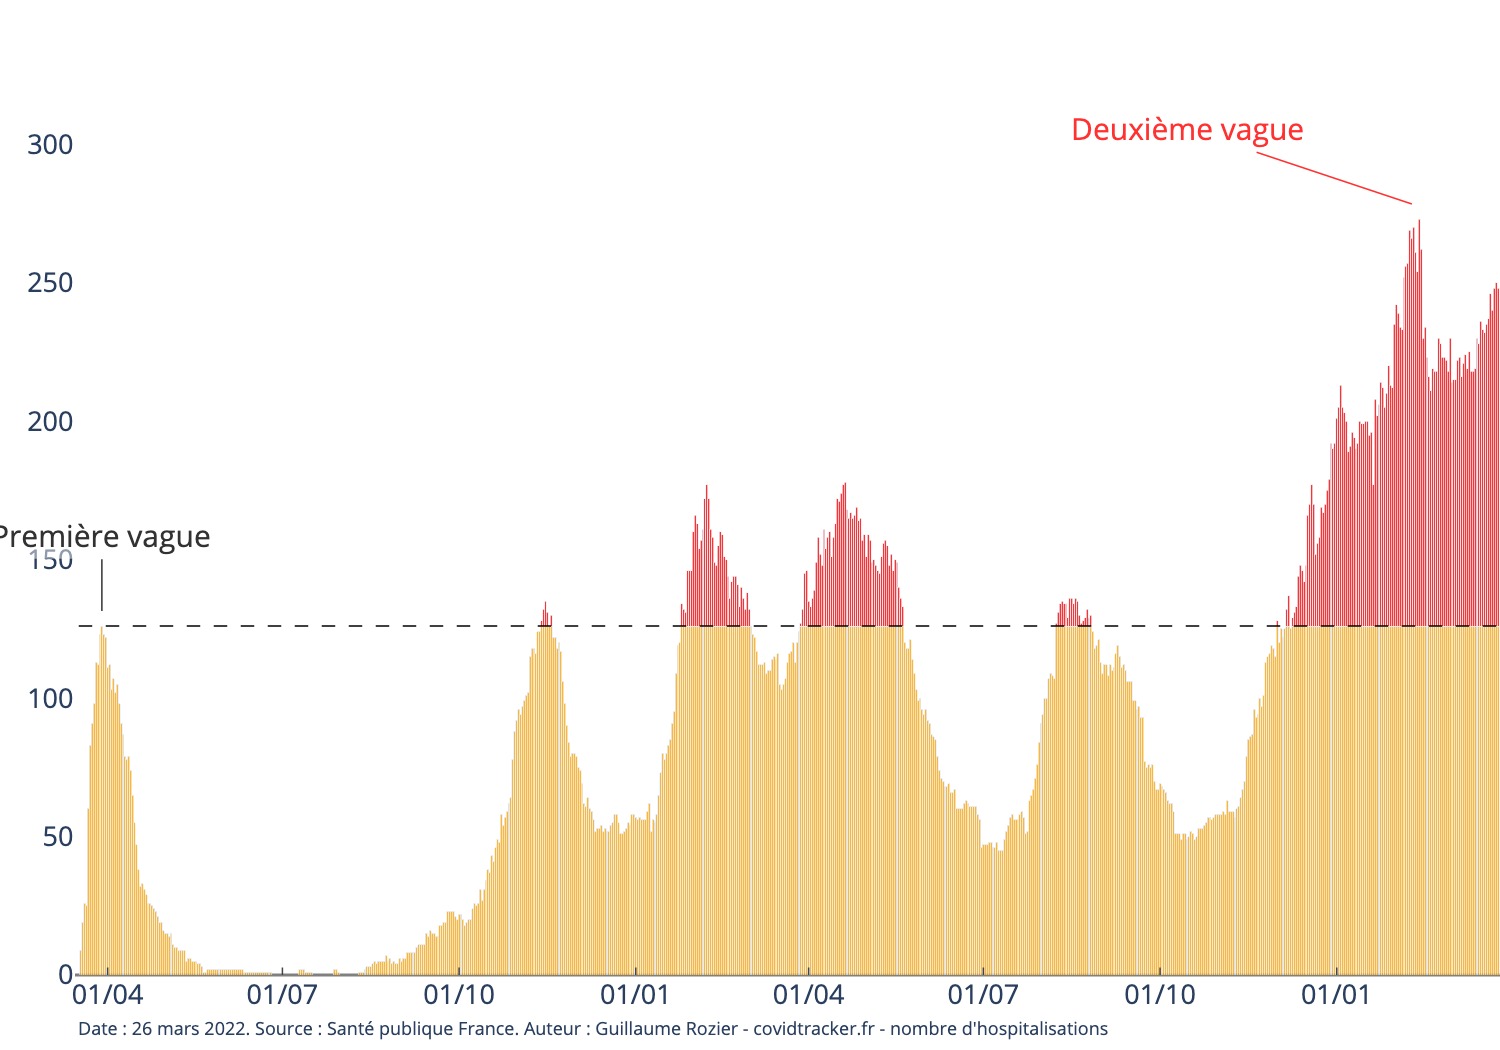 300
Deuxième vague
250
200
Première vague
150
100
50
0
01/04 01/07 01/10 01/01 01/04 01/07 01/10 01/01
Date : 26 mars 2022. Source : Santé publique France. Auteur : Guillaume Rozier - covidtracker.fr - nombre d'hospitalisations